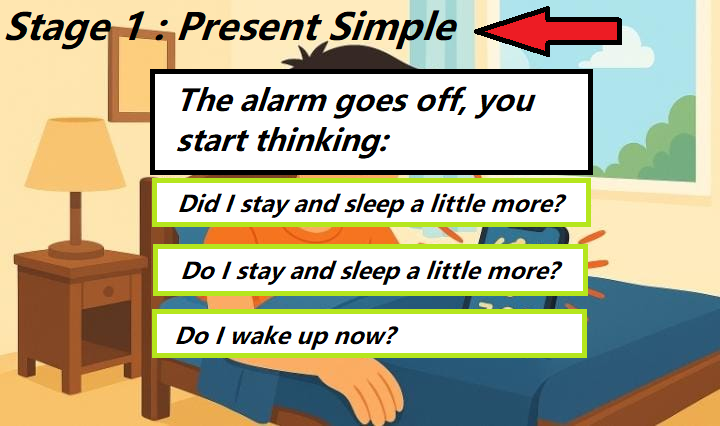 Stage 1 : Present Simple
The alarm goes off, you
start thinking:
Did I stay and sleep a little more?
Do I stay and sleep a little more?
Do I wake up now?